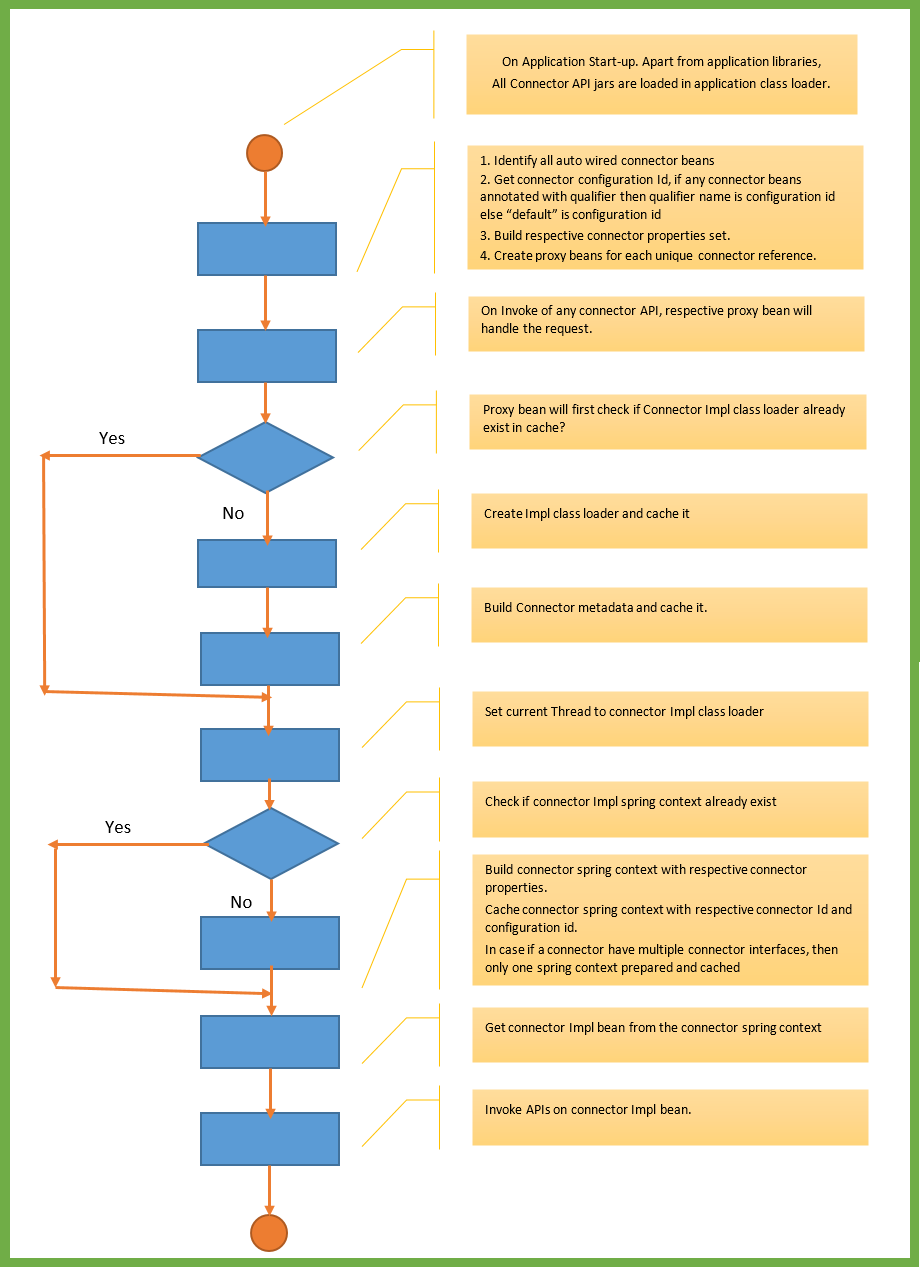 On Application Start-up. Apart from application libraries,
All Connector API jars are loaded in application class loader.
1. Identify all auto wired connector beans
2. Get connector configuration Id, if any connector beans
annotated with qualifier then qualifier name is configuration id
else “default” is configuration id
3. Build respective connector properties set.
4. Create proxy beans for each unique connector reference.
On Invoke of any connector API, respective proxy bean will
handle the request.
Proxy bean will first check if Connector Impl class loader already
exist in cache?
Yes
No
Create Impl class loader and cache it
Build Connector metadata and cache it.
Set current Thread to connector Impl class loader
Check if connector Impl spring context already exist
Yes
No
Build connector spring context with respective connector
properties.
Cache connector spring context with respective connector Id and
configuration id.
In case if a connector have multiple connector interfaces, then
only one spring context prepared and cached
Get connector Impl bean from the connector spring context
Invoke APIs on connector Impl bean.